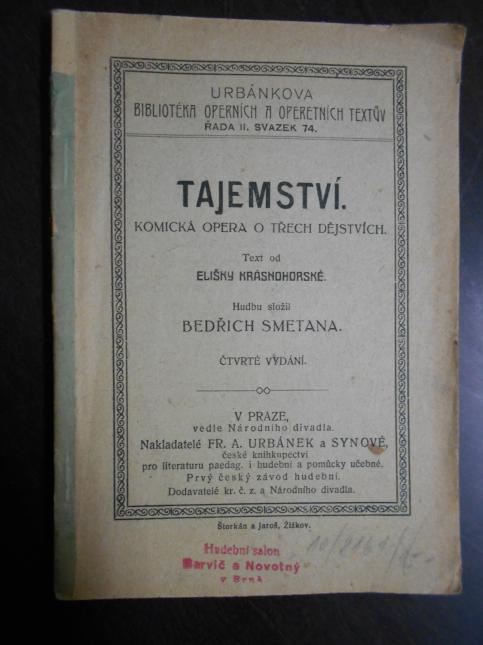 URBÁNKOVA
BIBLIOTÉKA OPERNÍCH A OPERETNÍCH TEXTŮV
ŘADA II. SVAZEK 74.
TAJEMSTVÍ.
KOMICKÁ OPERA O TŘECH DĚJSTVÍCH.
Text od
ELIŠKY KRÁSNOHORSKÉ.
Hudbu složil
BEDŘICH SMETANA.
ČTVRTÉ VYDÁNÍ.
V PRAZE,
vedle Národního divadla.
Nakladatelé FR. A. URBÁNEK a SYNOVÉ,
české knihkupectví
pro literaturu paedag. i hudební a pomůcky učebné.
Prvý český závod hudební.
Dodavatelé kr. č. z. a Národního divadla.
Štorkán a Jaroš, Žižkov.
Hudební salon
Barvič a Novotný
v Brně